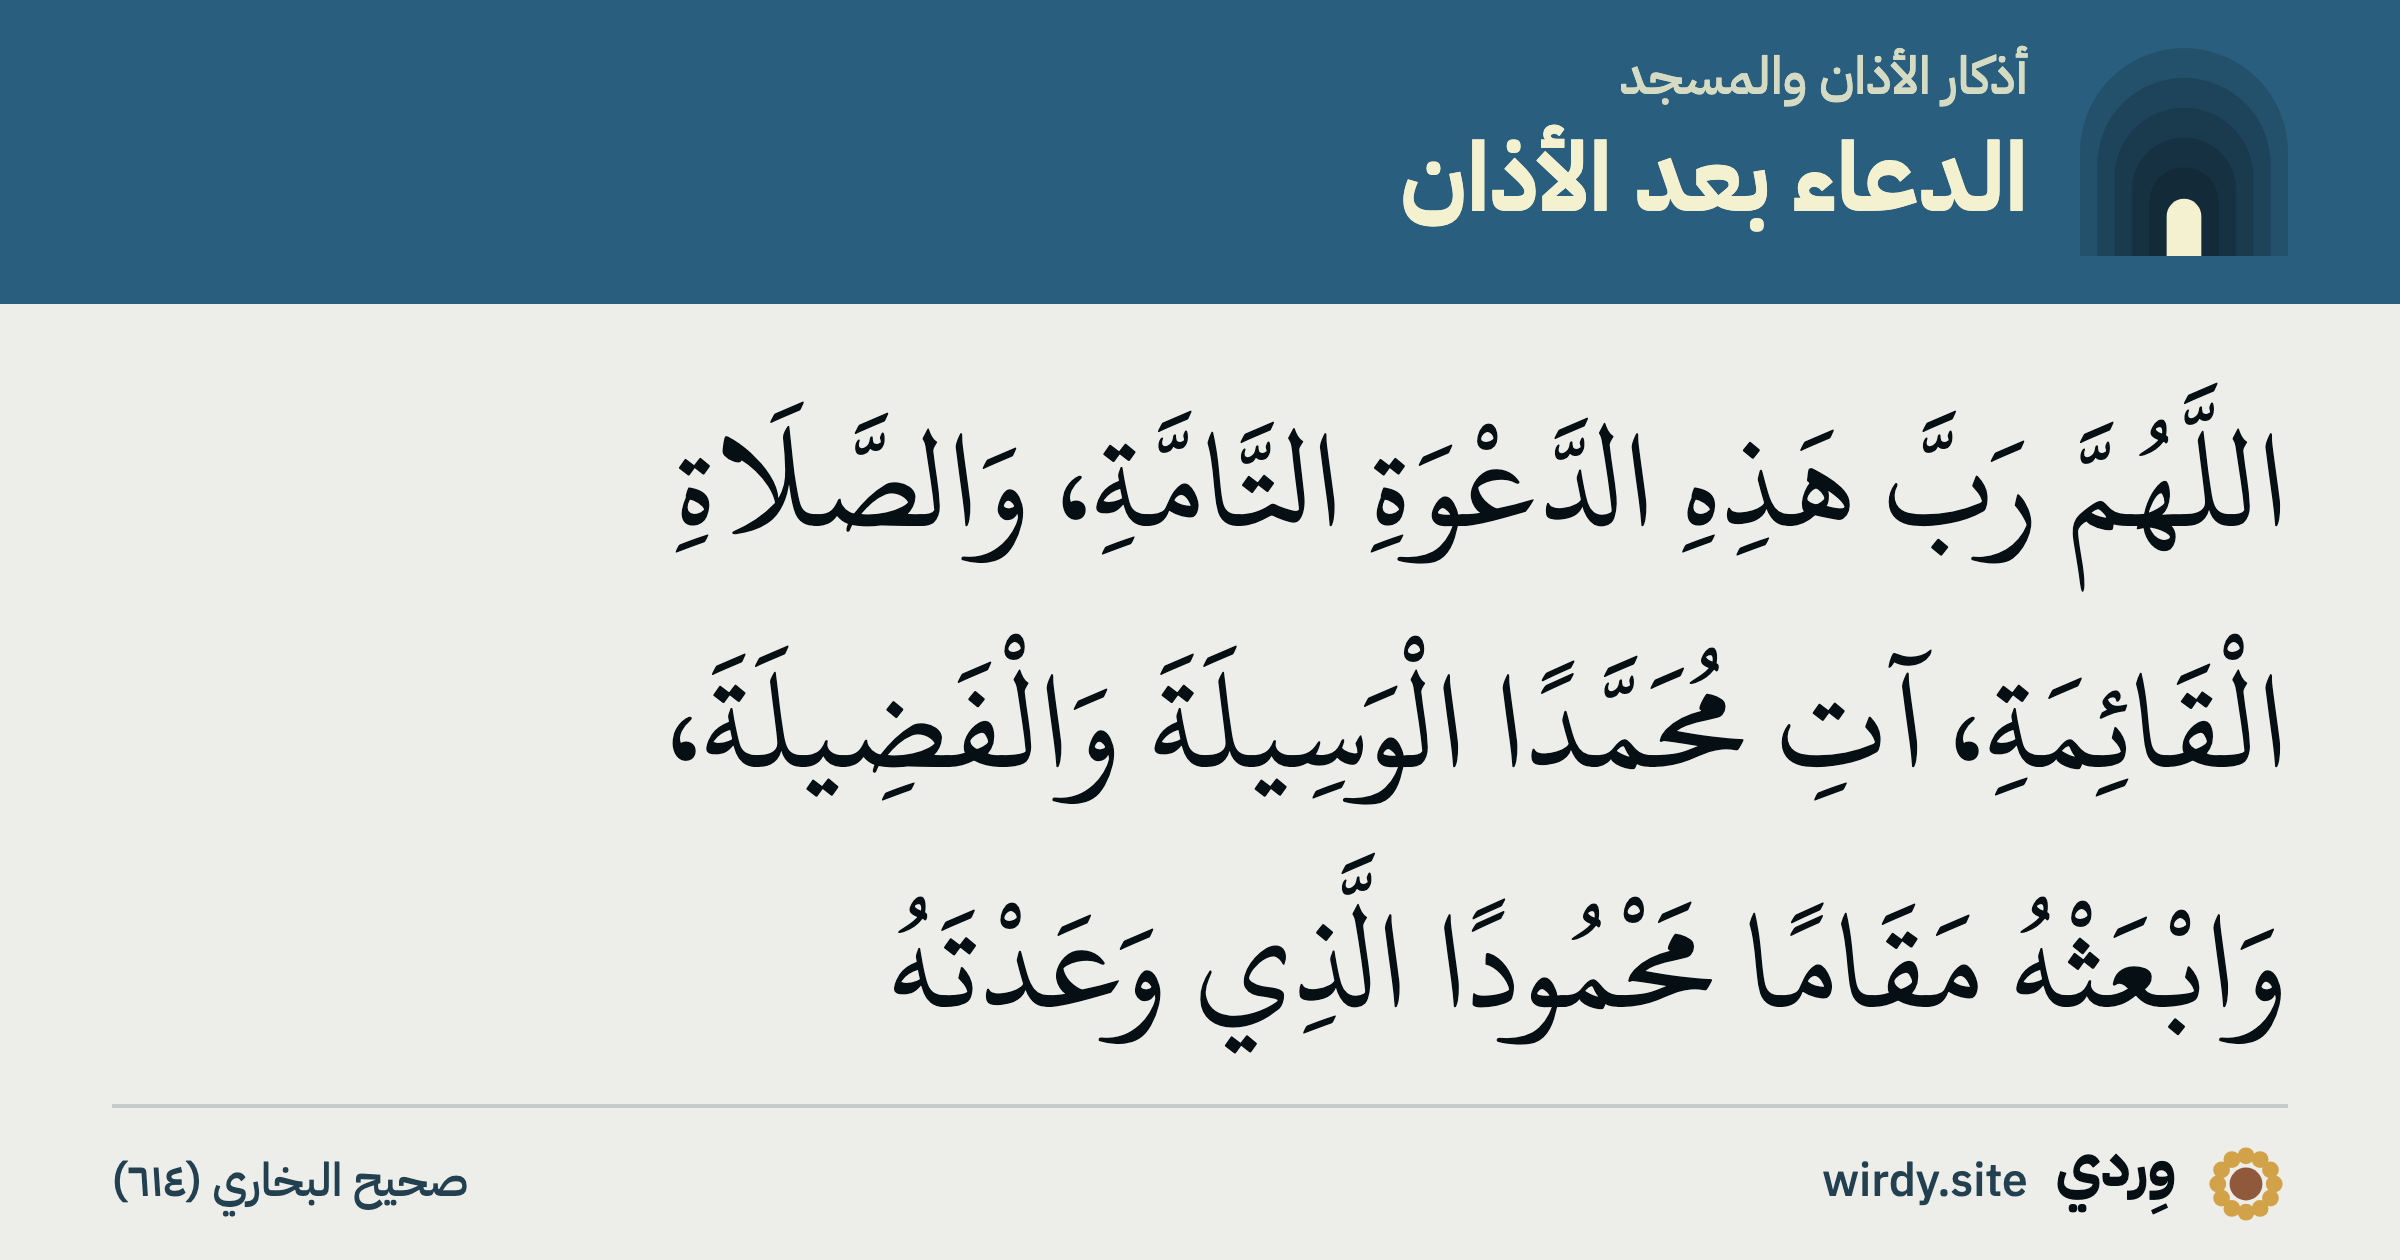 أذكار الأذان والمسجد
الدعاء بعد الأذان
اللَّهُمَّ رَبَّ هَذِهِ الدَّعْوَةِ التَّامَّةِ، وَالصَّلَاةِ
الْقَائِمَةِ، آتِ مُحَمَّدًا الْوَسِيلَةَ وَالْفَضِيلَةَ،
وَابْعَثْهُ مَقَامًا مَحْمُودًا الَّذِي وَعَدْتَهُ
وِردي wirdy.site
صحيح البخاري (٦١٤)